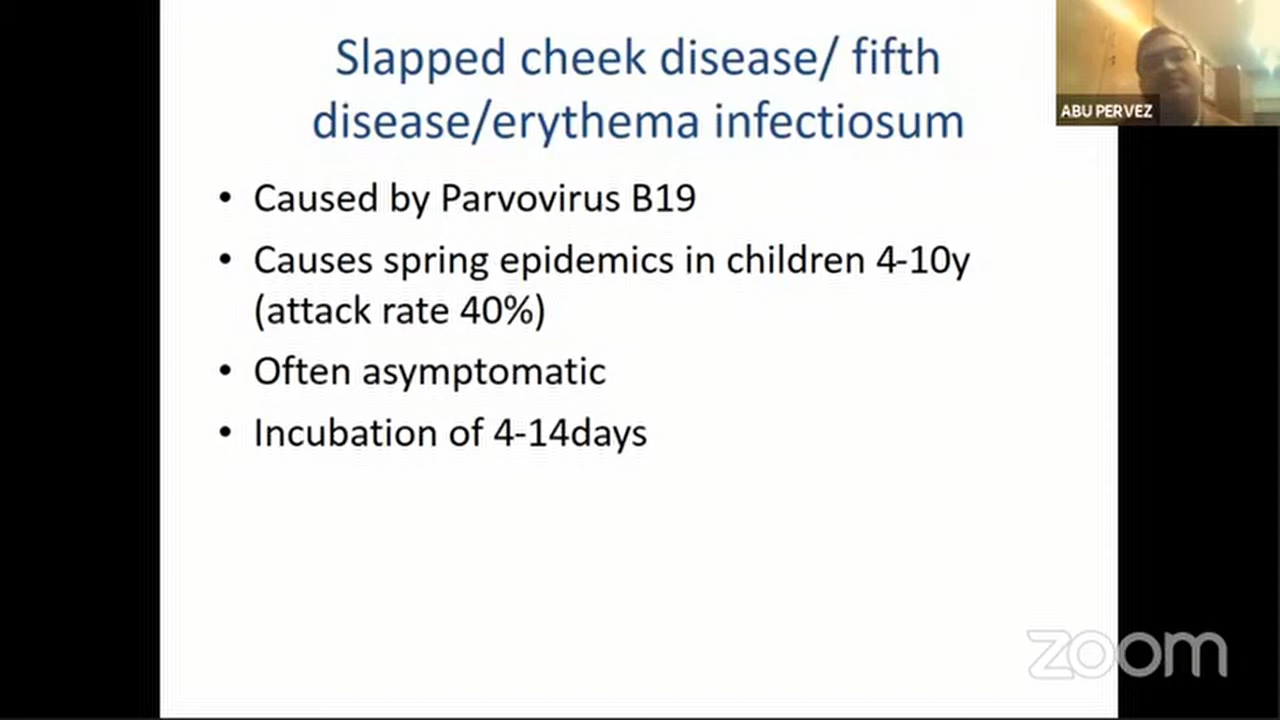 Slapped cheek disease/ fifth
disease/erythema infectiosum
ABU PERVEZ
• Caused by Parvovirus B19
• Causes spring epidemics in children 4-10y
(attack rate 40%)
• Often asymptomatic
• Incubation of 4-14days
zoom